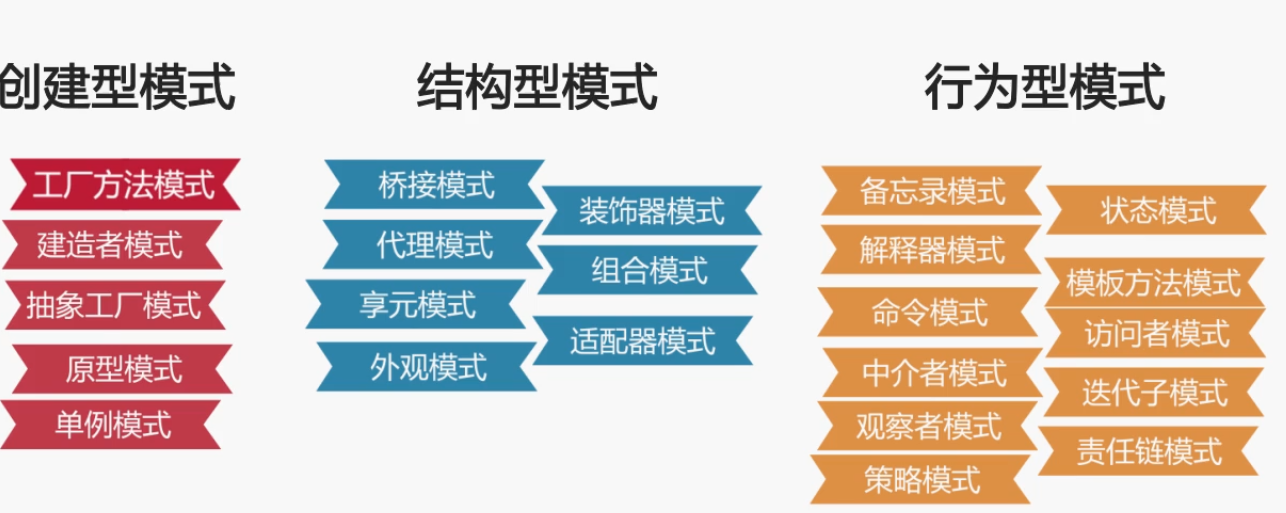 创建型模式
结构型模式
行为型模式
工厂方法模式
建造者模式
抽象工厂模式
原型模式
单例模式
桥接模式
代理模式
享元模式
外观模式
装饰器模式
组合模式
适配器模式
备忘录模式
解释器模式
命令模式
中介者模式
观察者模式
策略模式
状态模式
模板方法模式
访问者模式
迭代子模式
责任链模式